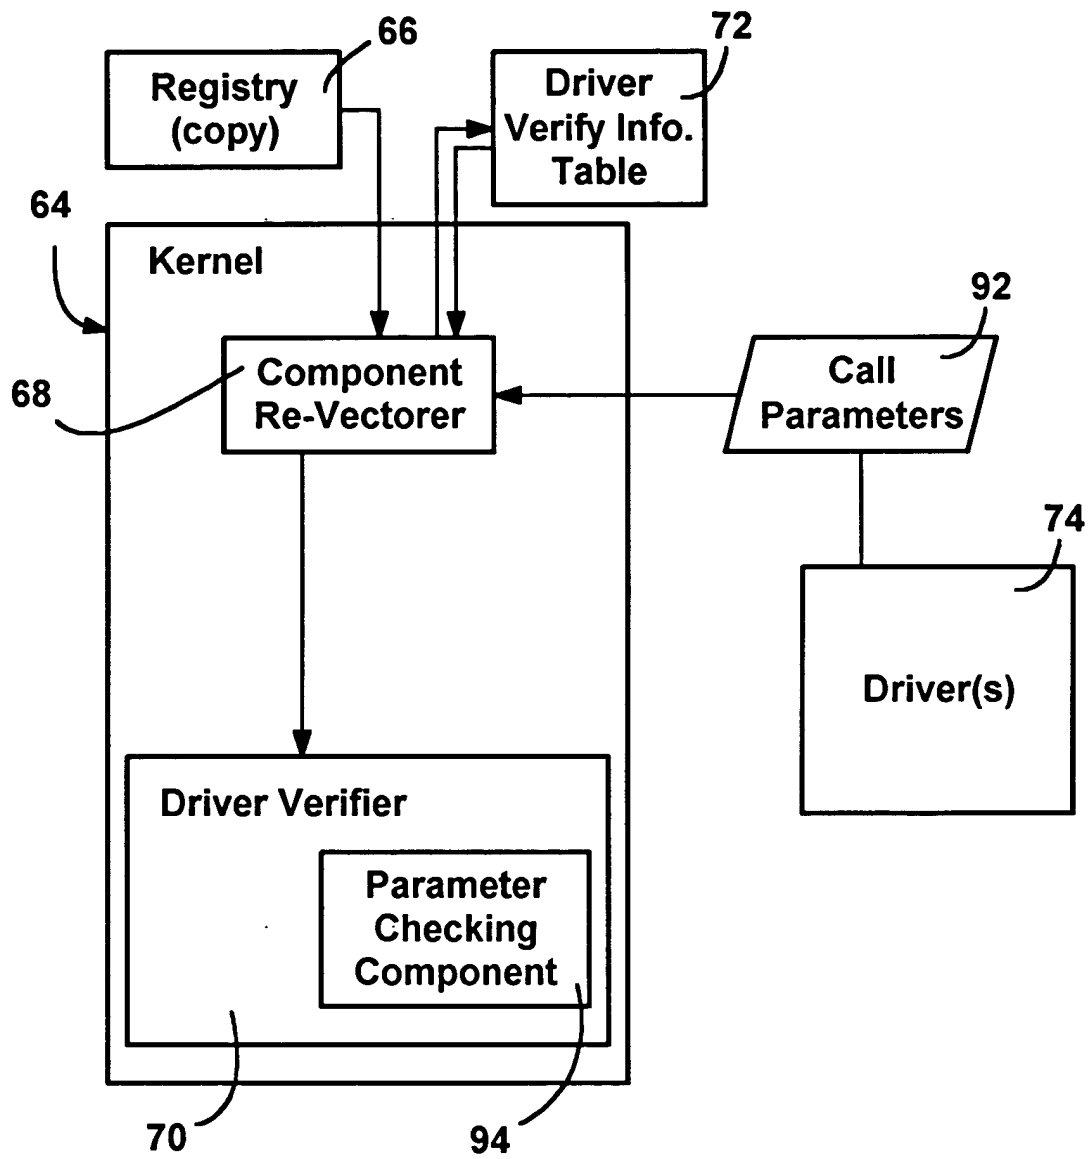 66
Registry
(copy)
72
Driver
Verify Info.
Table
64
Kernel
92
Call
Parameters
68
Component
Re-Vectorer
74
Driver(s)
Driver Verifier
Parameter
Checking
Component
70
94